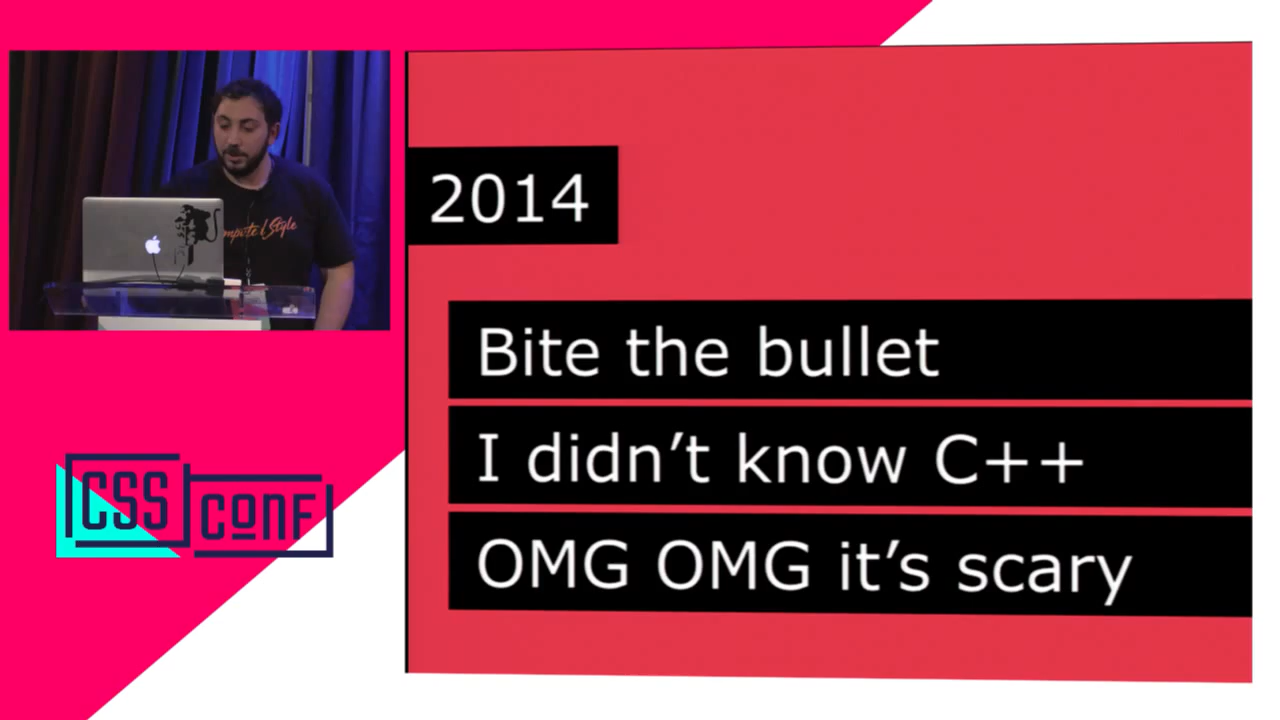 2014
Bite the bullet
I didn't know C++
OMG OMG it's scary
CSS
CONF